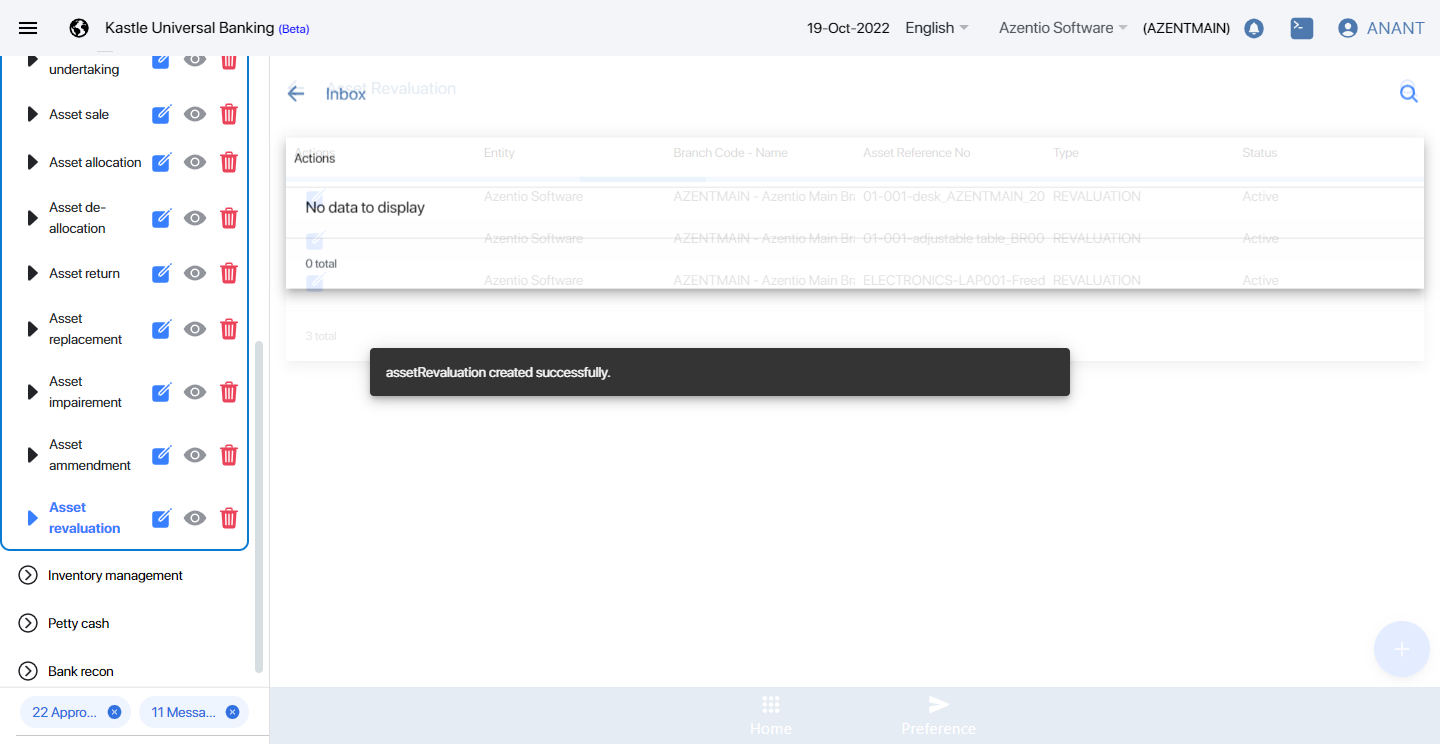 Kastle Universal Banking (Beta)
19-Oct-2022
English
Azentio Software
(AZENTMAIN)
ANANT
undertaking
Asset sale
Asset allocation
Asset de-
allocation
Asset return
Asset
replacement
Asset
impairement
Asset
ammendment
Asset
revaluation
Inventory management
Petty cash
Bank recon
22 Appro...
11 Messa...
Asset Revaluation
Inbox
Actions Entity Branch Code - Name Asset Reference No Type Status
Actions
Azentio Software AZENTMAIN - Azentio Main Br 01-001-desk_AZENTMAIN_20 REVALUATION Active
No data to display
Azentio Software AZENTMAIN - Azentio Main Br 01-001-adjustable table_BR00 REVALUATION Active
0 total
Azentio Software AZENTMAIN - Azentio Main Br ELECTRONICS-LAP001-Freed REVALUATION Active
3 total
assetRevaluation created successfully.
Home
Preference